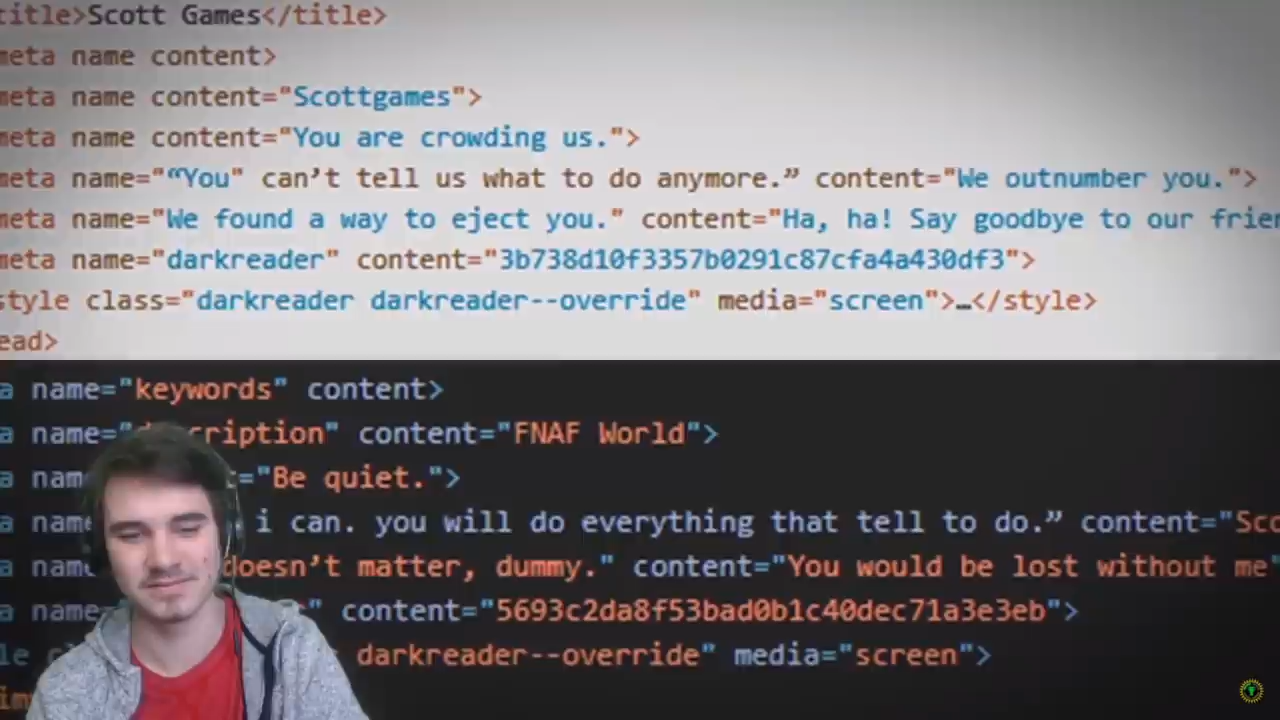 title>Scott Games</title>
meta name content>
meta name content="Scottgames">
meta name content="You are crowding us.">
meta name="“You" can’t tell us what to do anymore.” content="We outnumber you.">
meta name="We found a way to eject you." content="Ha, ha! Say goodbye to our frien
meta name="darkreader" content="3b738d10f3357b0291c87cfa4a430df3">
style class="darkreader darkreader--override" media="screen">…</style>
ead>
a name="keywords" content>
a name="description" content="FNAF World">
a nam ="Be quiet.">
a name i can. you will do everything that tell to do.” content="Sco
a nam doesn’t matter, dummy." content="You would be lost without me"
a name " content="5693c2da8f53bad0b1c40dec71a3e3eb">
le c darkreader--override" media="screen">